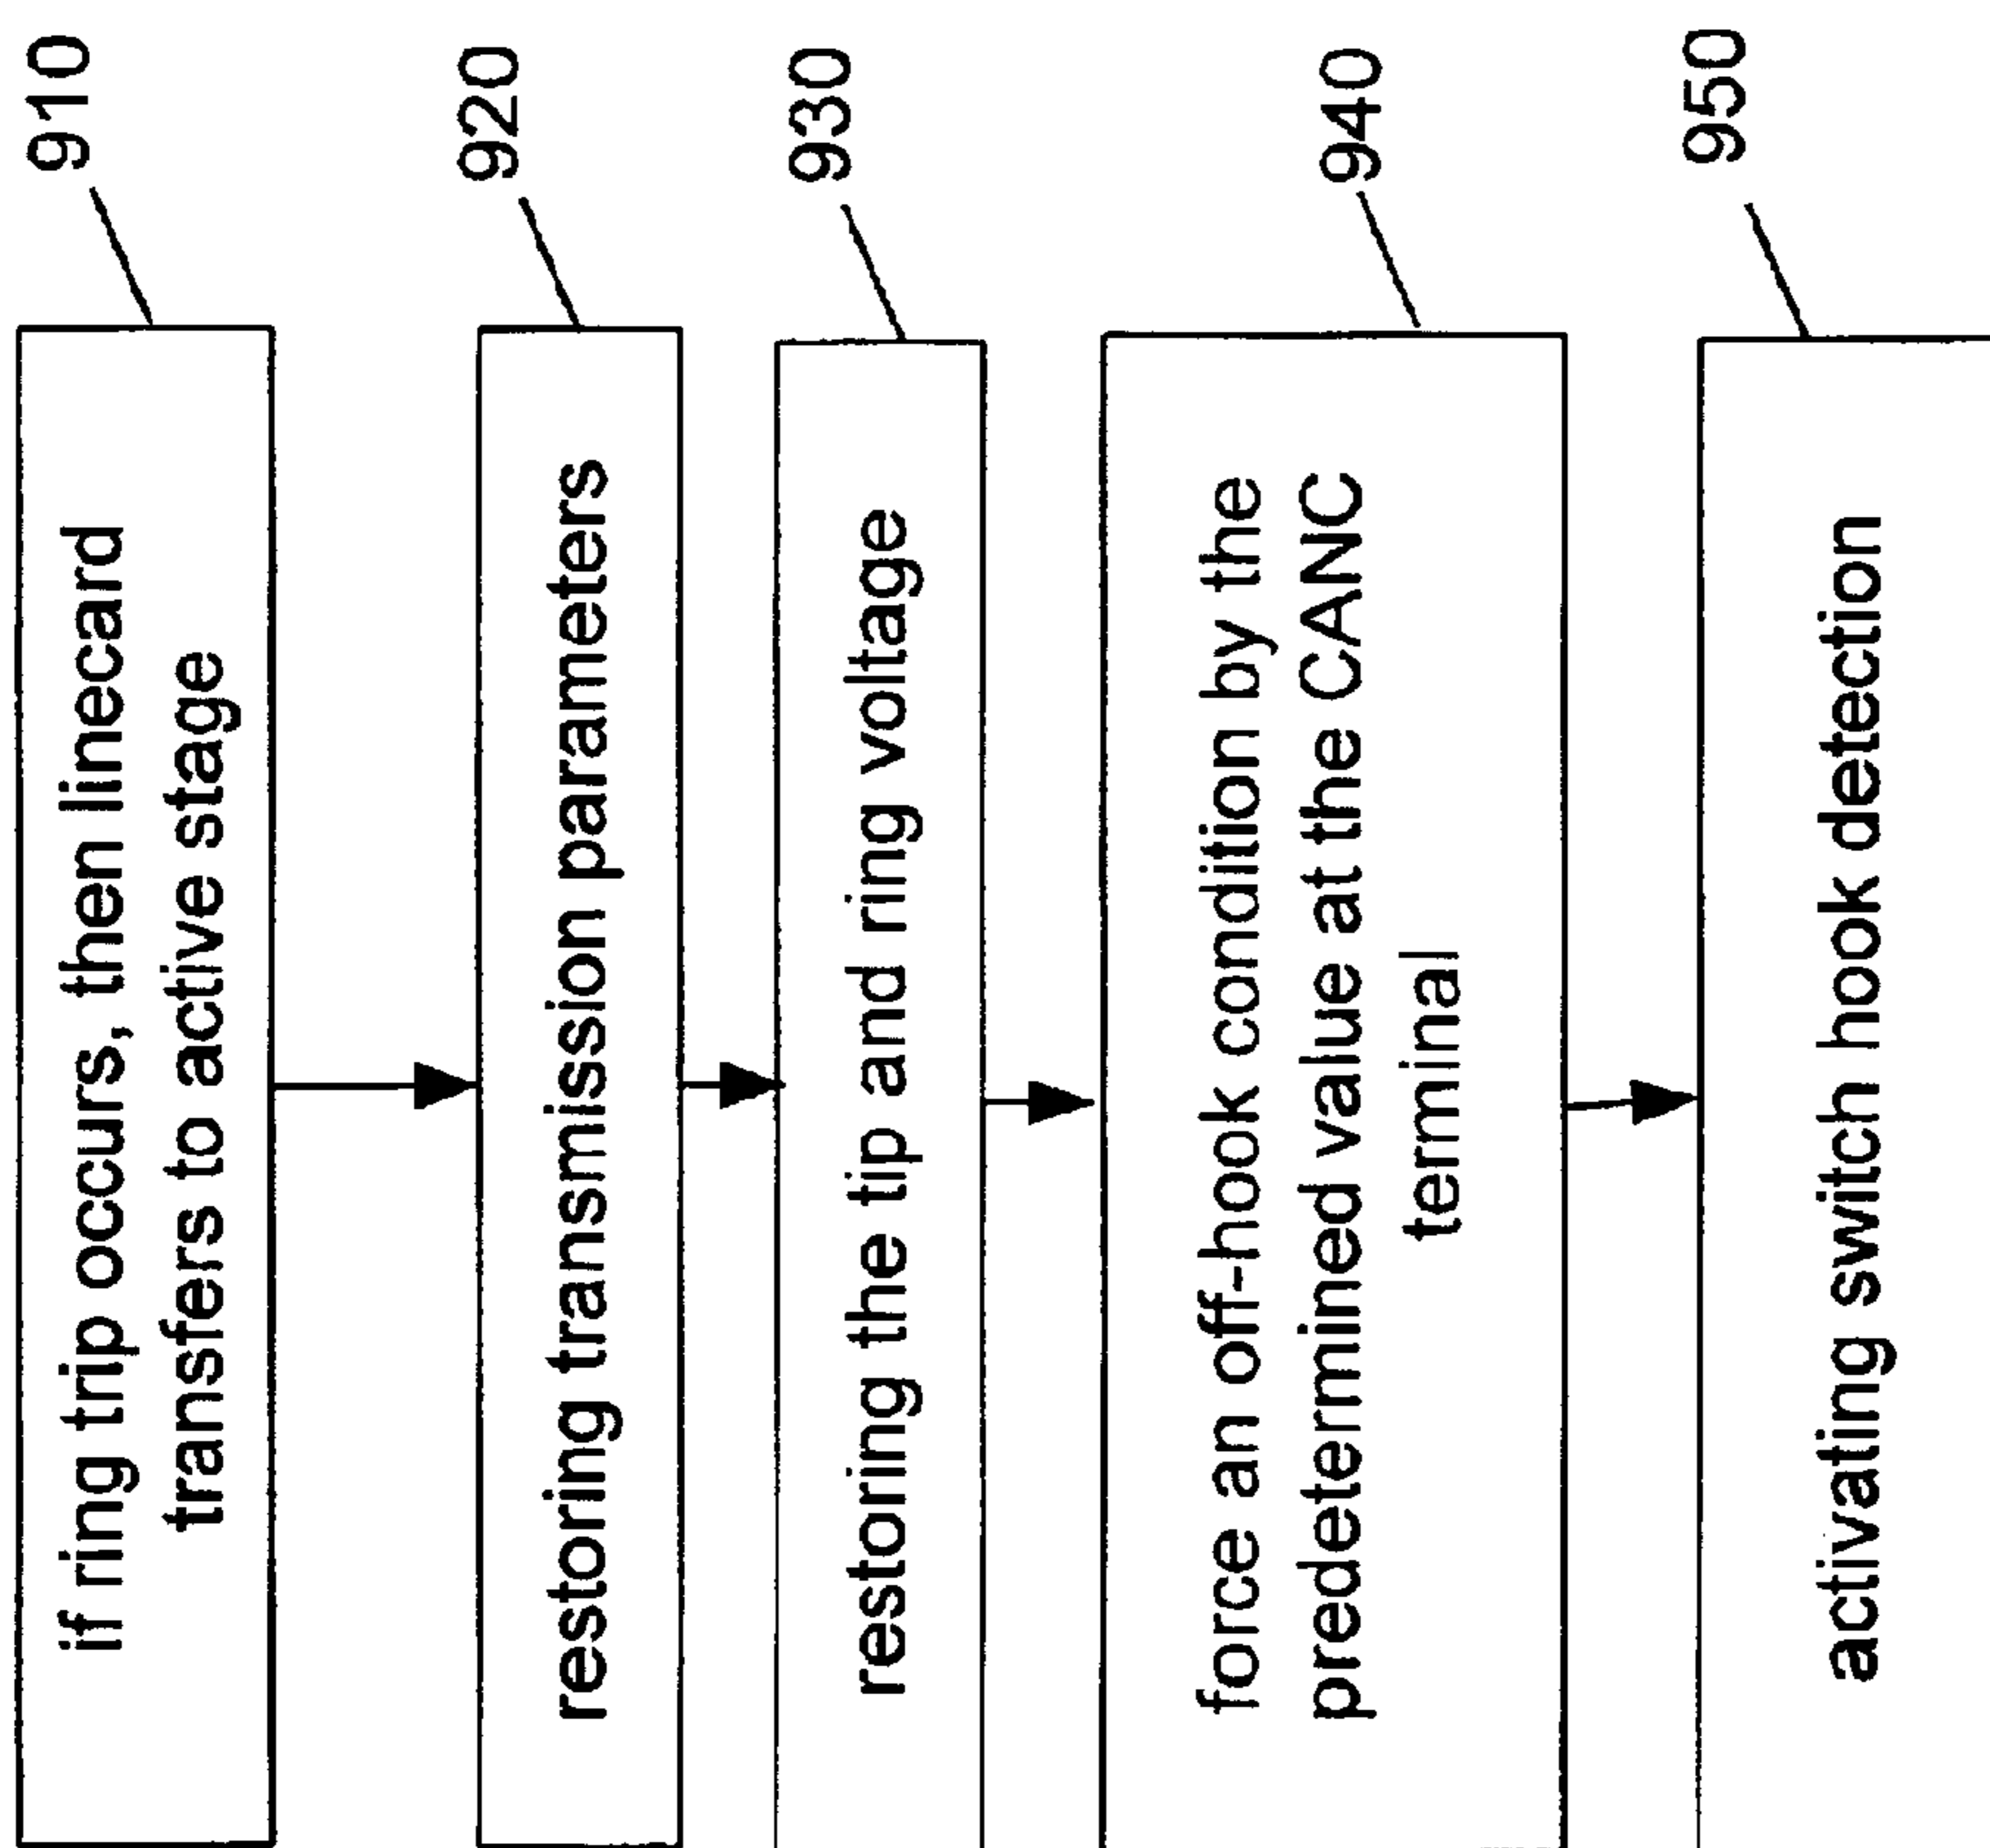 910
if ring trip occurs, then linecard
transfers to active stage
920
restoring transmission parameters
930
restoring the tip and ring voltage
940
force an off-hook condition by the
predetermined value at the CANC
terminal
950
activating switch hook detection